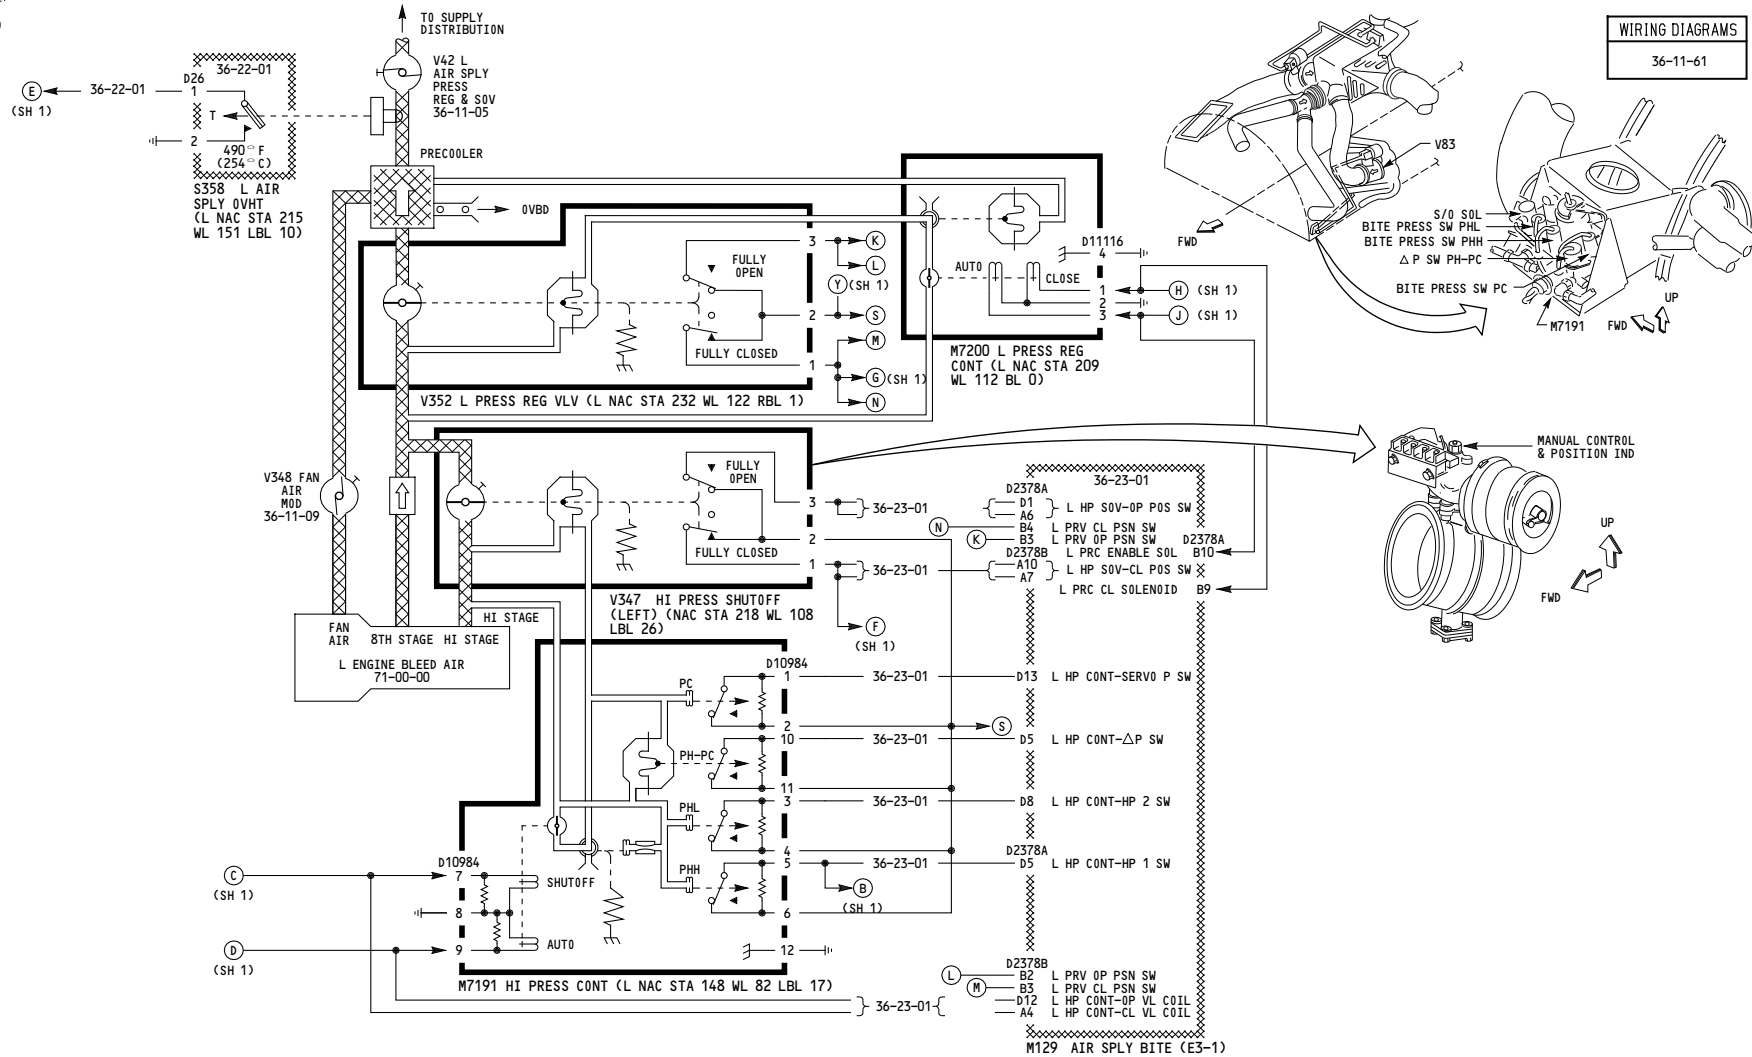 TO SUPPLY
DISTRIBUTION
WIRING DIAGRAMS
36-11-61
V42 L
AIR SPLY
PRESS
REG & SOV
36-11-05
36-22-01
D26
E
(SH 1)
36-22-01
1
T
2
490°F
(254°C)
S358 L AIR
SPLY OVHT
(L NAC STA 215
WL 151 LBL 10)
PRECOOLER
OVBD
3
K
FULLY
OPEN
L
Y
(SH 1)
2
S
M
FULLY CLOSED
1
G
(SH 1)
N
V352 L PRESS REG VLV (L NAC STA 232 WL 122 RBL 1)
D11116
4
AUTO
CLOSE
1
H
(SH 1)
2
3
J
(SH 1)
M7200 L PRESS REG
CONT (L NAC STA 209
WL 112 BL 0)
V83
FWD
S/O SOL
BITE PRESS SW PHL
BITE PRESS SW PHH
△P SW PH-PC
BITE PRESS SW PC
M7191
FWD
UP
V348 FAN
AIR
MOD
36-11-09
FULLY
OPEN
3
36-23-01
2
FULLY CLOSED
1
36-23-01
V347 HI PRESS SHUTOFF
(LEFT) (NAC STA 218 WL 108
LBL 26)
F
(SH 1)
MANUAL CONTROL
& POSITION IND
UP
FWD
36-23-01
D2378A
D1
A6
L HP SOV-OP POS SW
N
B4
L PRV CL PSN SW
K
B3
L PRV OP PSN SW
D2378A
D2378B
L PRC ENABLE SOL
B10
A10
A7
L HP SOV-CL POS SW
L PRC CL SOLENOID
B9
FAN
AIR
8TH STAGE
HI STAGE
HI STAGE
L ENGINE BLEED AIR
71-00-00
D10984
PC
1
36-23-01
D13
L HP CONT-SERVO P SW
2
S
10
36-23-01
D5
L HP CONT-△P SW
PH-PC
11
3
36-23-01
D8
L HP CONT-HP 2 SW
PHL
4
D2378A
5
36-23-01
D5
L HP CONT-HP 1 SW
PHH
B
(SH 1)
6
D10984
C
(SH 1)
7
SHUTOFF
8
D
(SH 1)
9
AUTO
12
M7191 HI PRESS CONT (L NAC STA 148 WL 82 LBL 17)
D2378B
L
B2
L PRV OP PSN SW
M
B3
L PRV CL PSN SW
36-23-01
D12
L HP CONT-OP VL COIL
A4
L HP CONT-CL VL COIL
M129 AIR SPLY BITE (E3-1)